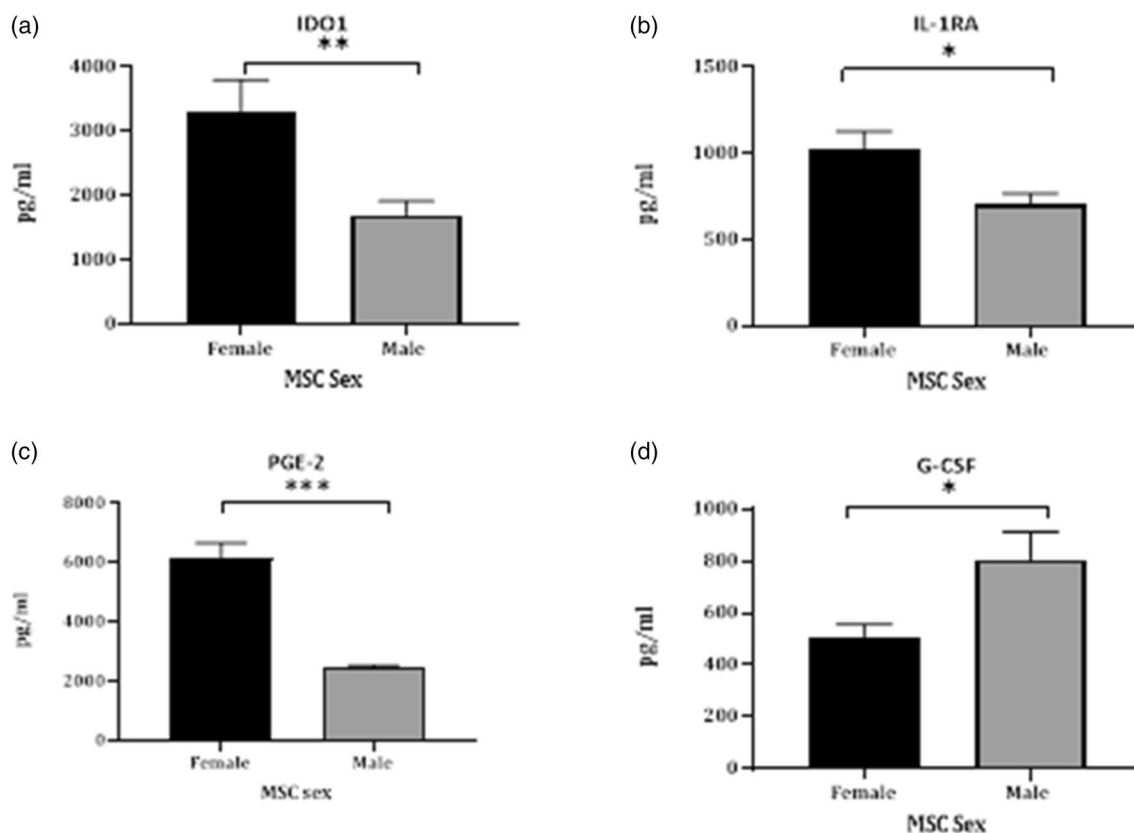 (a)
IDO1
**
4000
3000
2000
1000
0
pg/ml
Female Male
MSC Sex
(b)
IL-1RA
*
1500
1000
500
0
pg/ml
Female Male
MSC Sex
(c)
PGE-2
***
8000
6000
4000
2000
0
pg/ml
Female Male
MSC sex
(d)
G-CSF
*
1000
800
600
400
200
0
pg/ml
Female Male
MSC Sex